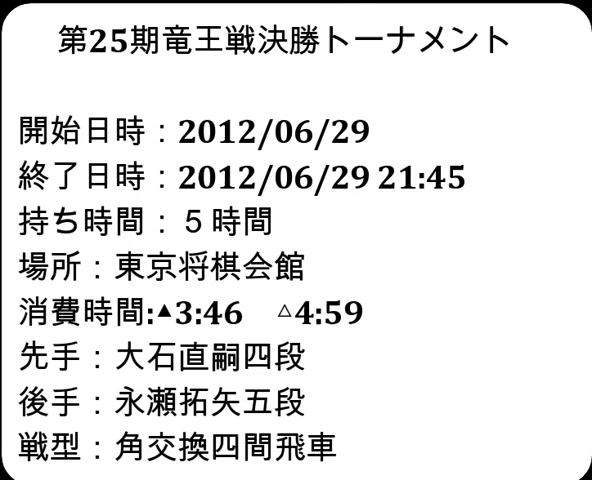 第25期竜王戦決勝トーナメント
開始日時：2012/06/29
終了日時：2012/06/29 21:45
持ち時間：５時間
場所：東京将棋会館
消費時間:▲3:46　△4:59
先手：大石直嗣四段
後手：永瀬拓矢五段
戦型：角交換四間飛車